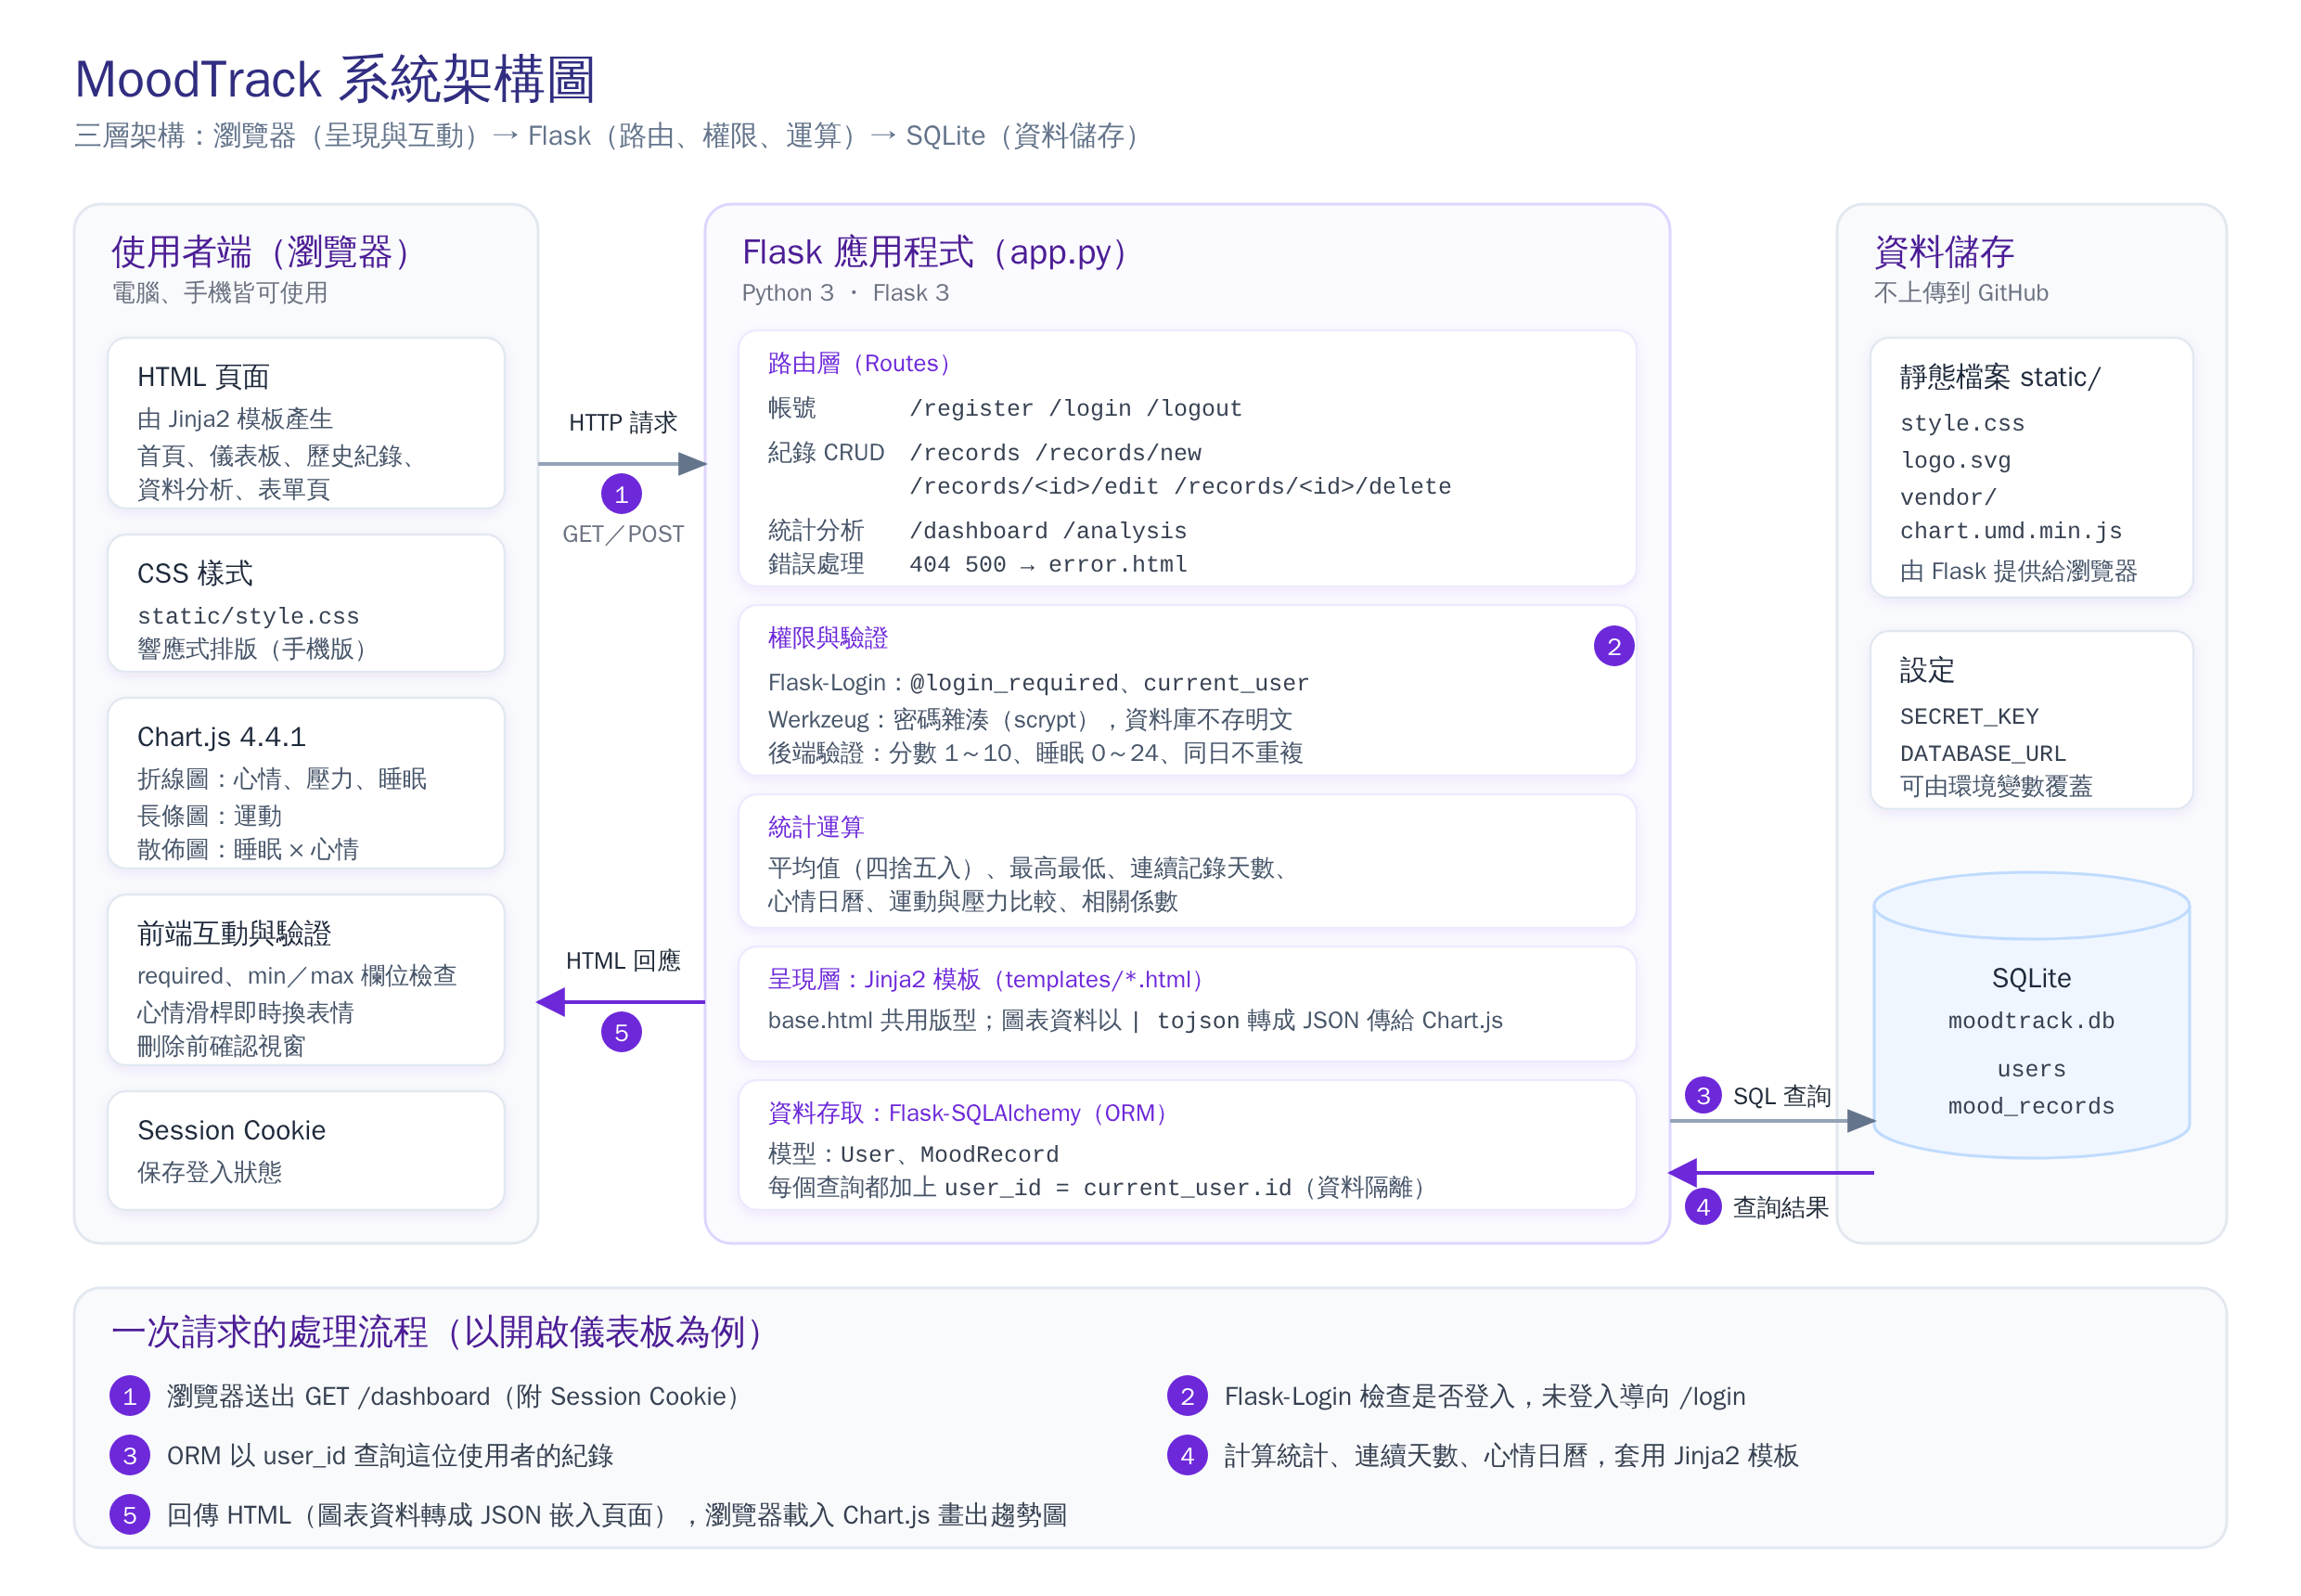 MoodTrack 系統架構圖
三層架構：瀏覽器（呈現與互動）→ Flask（路由、權限、運算）→ SQLite（資料儲存）
使用者端（瀏覽器）
電腦、手機皆可使用
HTML 頁面
由 Jinja2 模板產生
首頁、儀表板、歷史紀錄、
資料分析、表單頁
CSS 樣式
static/style.css
響應式排版（手機版）
Chart.js 4.4.1
折線圖：心情、壓力、睡眠
長條圖：運動
散佈圖：睡眠 × 心情
前端互動與驗證
required、min／max 欄位檢查
心情滑桿即時換表情
刪除前確認視窗
Session Cookie
保存登入狀態
HTTP 請求
1
GET／POST
HTML 回應
5
Flask 應用程式（app.py）
Python 3 · Flask 3
路由層（Routes）
帳號 /register /login /logout
紀錄 CRUD /records /records/new
/records/<id>/edit /records/<id>/delete
統計分析 /dashboard /analysis
錯誤處理 404 500 → error.html
權限與驗證
2
Flask-Login：@login_required、current_user
Werkzeug：密碼雜湊（scrypt），資料庫不存明文
後端驗證：分數 1～10、睡眠 0～24、同日不重複
統計運算
平均值（四捨五入）、最高最低、連續記錄天數、
心情日曆、運動與壓力比較、相關係數
呈現層：Jinja2 模板（templates/*.html）
base.html 共用版型；圖表資料以 | tojson 轉成 JSON 傳給 Chart.js
資料存取：Flask-SQLAlchemy（ORM）
模型：User、MoodRecord
每個查詢都加上 user_id = current_user.id（資料隔離）
3 SQL 查詢
4 查詢結果
資料儲存
不上傳到 GitHub
靜態檔案 static/
style.css
logo.svg
vendor/
chart.umd.min.js
由 Flask 提供給瀏覽器
設定
SECRET_KEY
DATABASE_URL
可由環境變數覆蓋
SQLite
moodtrack.db
users
mood_records
一次請求的處理流程（以開啟儀表板為例）
1 瀏覽器送出 GET /dashboard（附 Session Cookie）
2 Flask-Login 檢查是否登入，未登入導向 /login
3 ORM 以 user_id 查詢這位使用者的紀錄
4 計算統計、連續天數、心情日曆，套用 Jinja2 模板
5 回傳 HTML（圖表資料轉成 JSON 嵌入頁面），瀏覽器載入 Chart.js 畫出趨勢圖